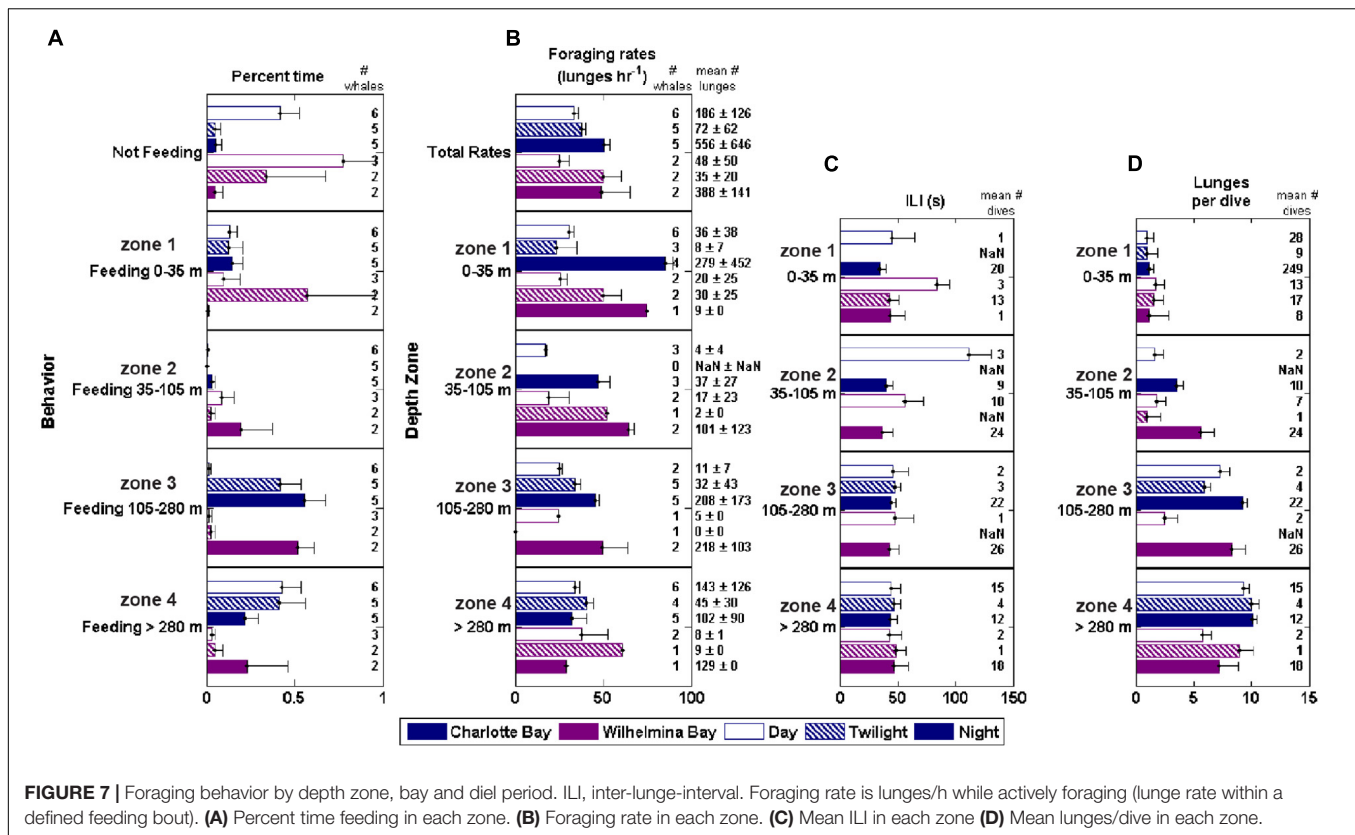 A
Percent time
# whales
Behavior
Not Feeding
6
5
5
3
2
2
zone 1
Feeding 0-35 m
6
5
5
3
2
2
zone 2
Feeding 35-105 m
6
5
5
3
2
2
zone 3
Feeding 105-280 m
6
5
5
3
2
2
zone 4
Feeding > 280 m
6
5
5
3
2
2
0 0.5 1
B
Foraging rates
(lunges hr-1)
# whales
mean # lunges
Depth Zone
Total Rates
6 186 ± 126
5 72 ± 62
5 556 ± 646
2 48 ± 50
2 35 ± 20
2 388 ± 141
zone 1
0-35 m
6 36 ± 38
3 8 ± 7
4 279 ± 452
2 20 ± 25
2 30 ± 25
1 9 ± 0
zone 2
35-105 m
3 4 ± 4
0 NaN ± NaN
3 37 ± 27
2 17 ± 23
1 2 ± 0
2 101 ± 123
zone 3
105-280 m
2 11 ± 7
5 32 ± 43
5 208 ± 173
1 5 ± 0
1 0 ± 0
2 218 ± 103
zone 4
> 280 m
6 143 ± 126
4 45 ± 30
5 102 ± 90
2 8 ± 1
1 9 ± 0
1 129 ± 0
0 50 100
C
ILI (s)
mean # dives
zone 1
0-35 m
1
NaN
20
3
13
1
zone 2
35-105 m
3
NaN
9
10
NaN
24
zone 3
105-280 m
2
3
22
1
NaN
26
zone 4
> 280 m
15
4
12
2
1
18
0 50 100 150
D
Lunges per dive
mean # dives
zone 1
0-35 m
28
9
249
13
17
8
zone 2
35-105 m
2
NaN
10
7
1
24
zone 3
105-280 m
2
4
22
2
NaN
26
zone 4
> 280 m
15
4
12
2
1
18
0 5 10 15
Charlotte Bay Wilhelmina Bay Day Twilight Night
FIGURE 7 | Foraging behavior by depth zone, bay and diel period. ILI, inter-lunge-interval. Foraging rate is lunges/h while actively foraging (lunge rate within a
defined feeding bout). (A) Percent time feeding in each zone. (B) Foraging rate in each zone. (C) Mean ILI in each zone (D) Mean lunges/dive in each zone.